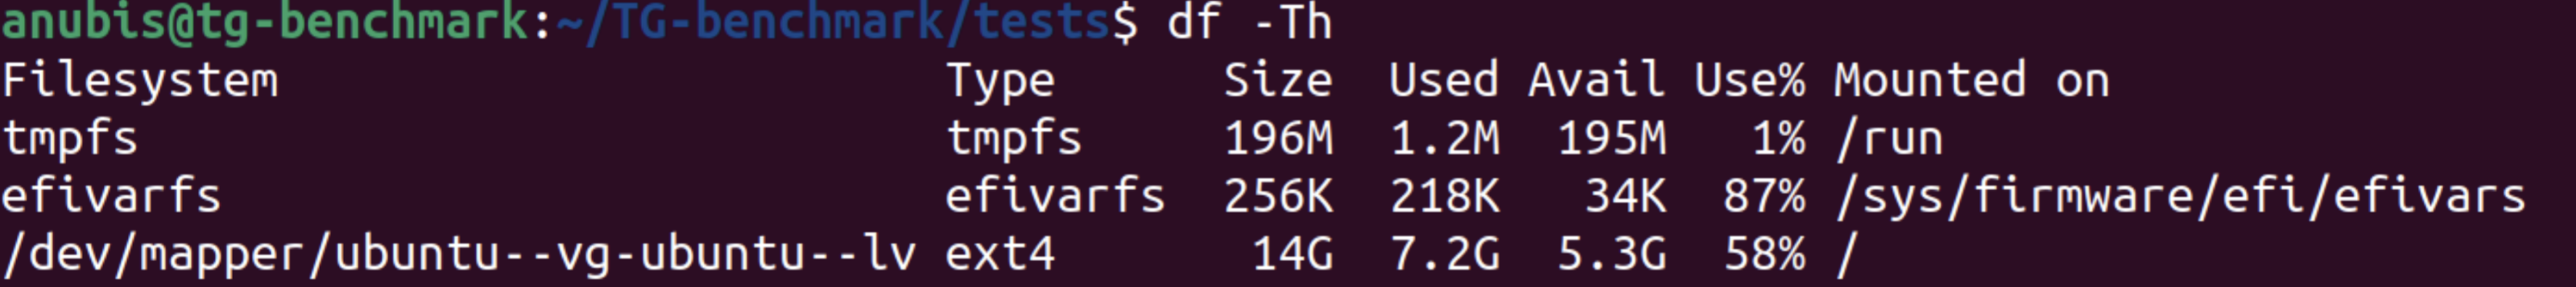 anubis@tg-benchmark:~/TG-benchmark/tests$ df -Th
Filesystem                        Type      Size  Used Avail Use% Mounted on
tmpfs                             tmpfs     196M  1.2M  195M   1% /run
efivarfs                          efivarfs  256K  218K   34K  87% /sys/firmware/efi/efivars
/dev/mapper/ubuntu--vg-ubuntu--lv ext4       14G  7.2G  5.3G  58% /